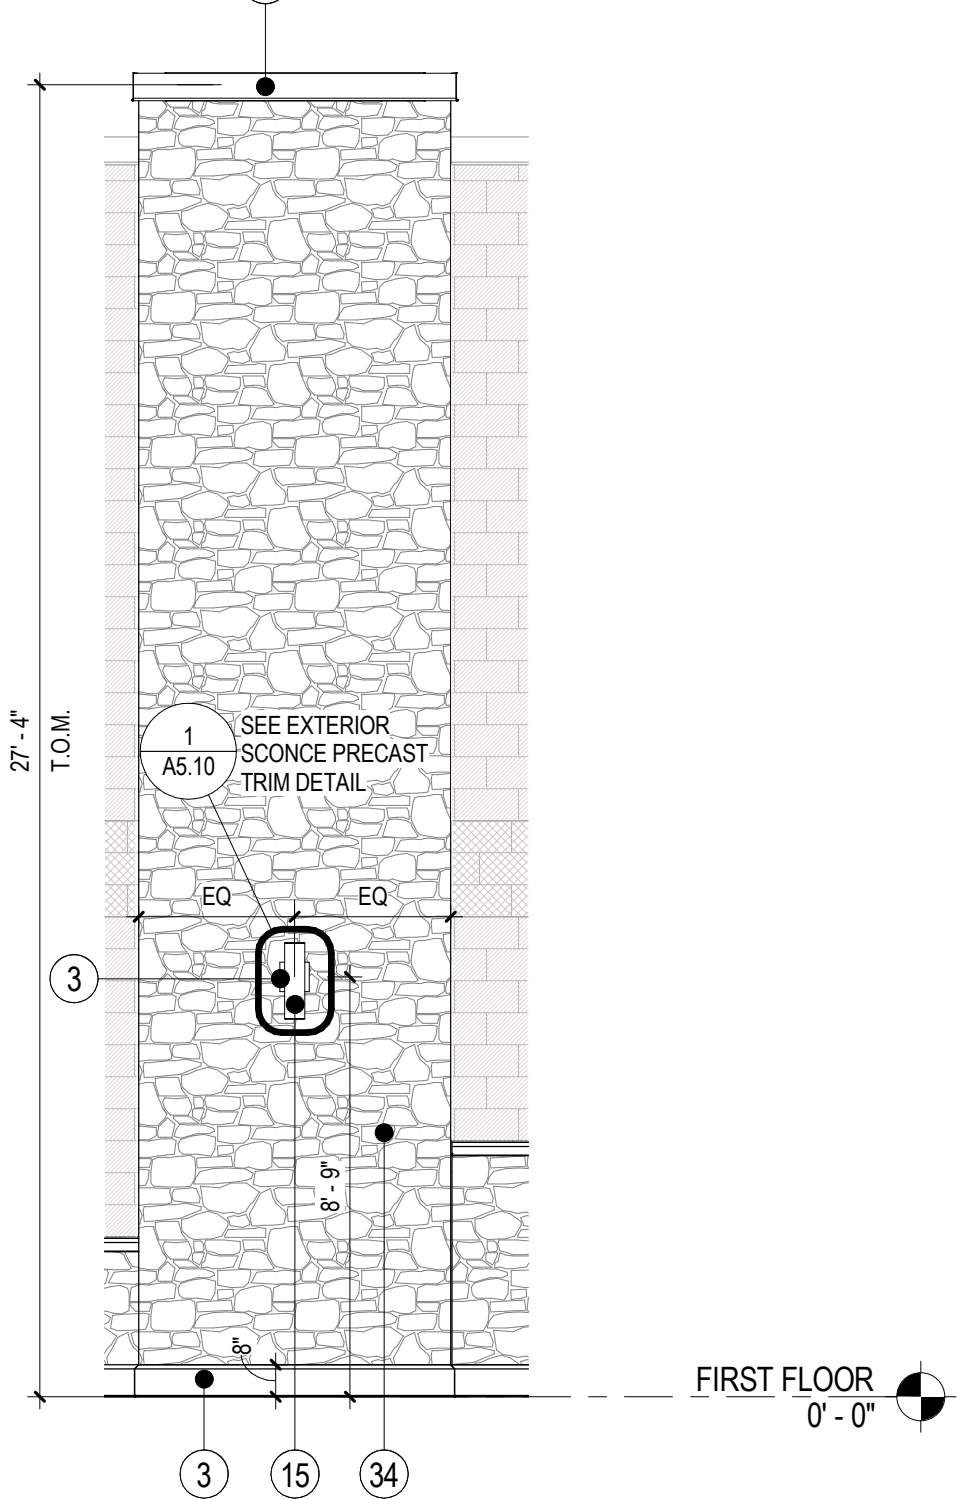 27' - 4"
T.O.M.
1
A5.10
SEE EXTERIOR
SCONCE PRECAST
TRIM DETAIL
EQ
EQ
3
8' - 9"
8"
FIRST FLOOR
0' - 0"
3
15
34